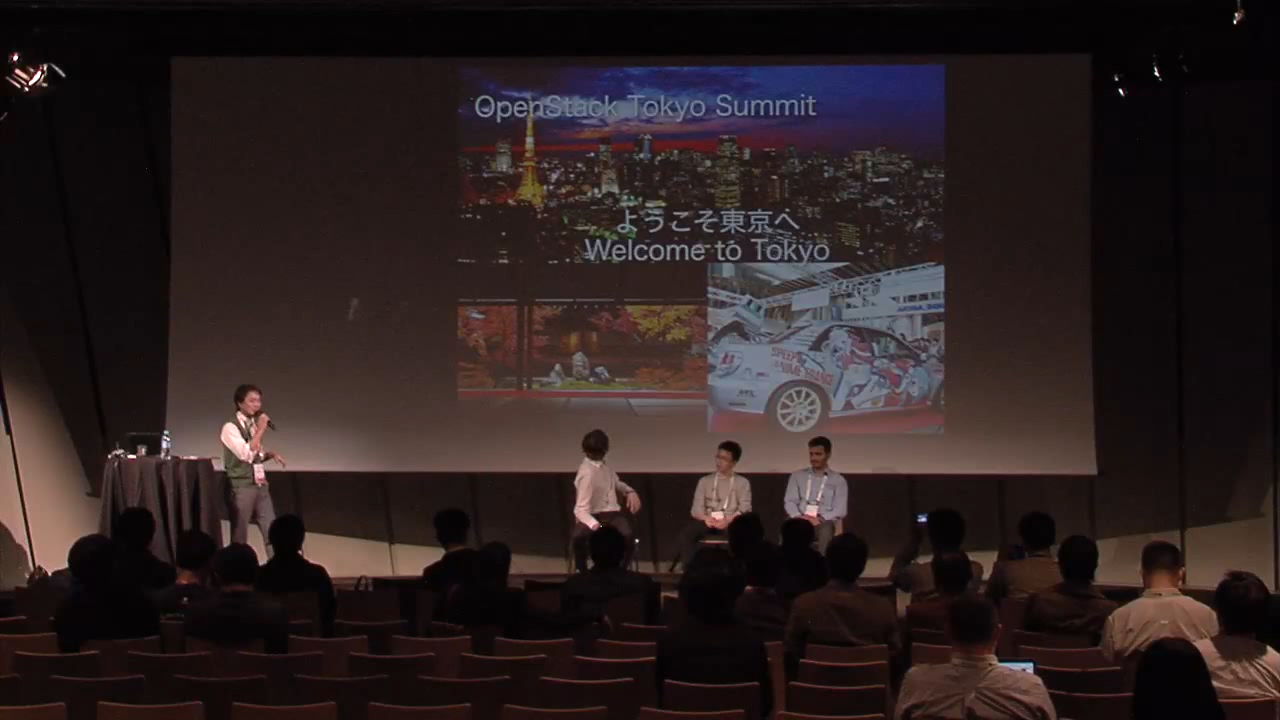 OpenStack Tokyo Summit
ようこそ東京へ
Welcome to Tokyo